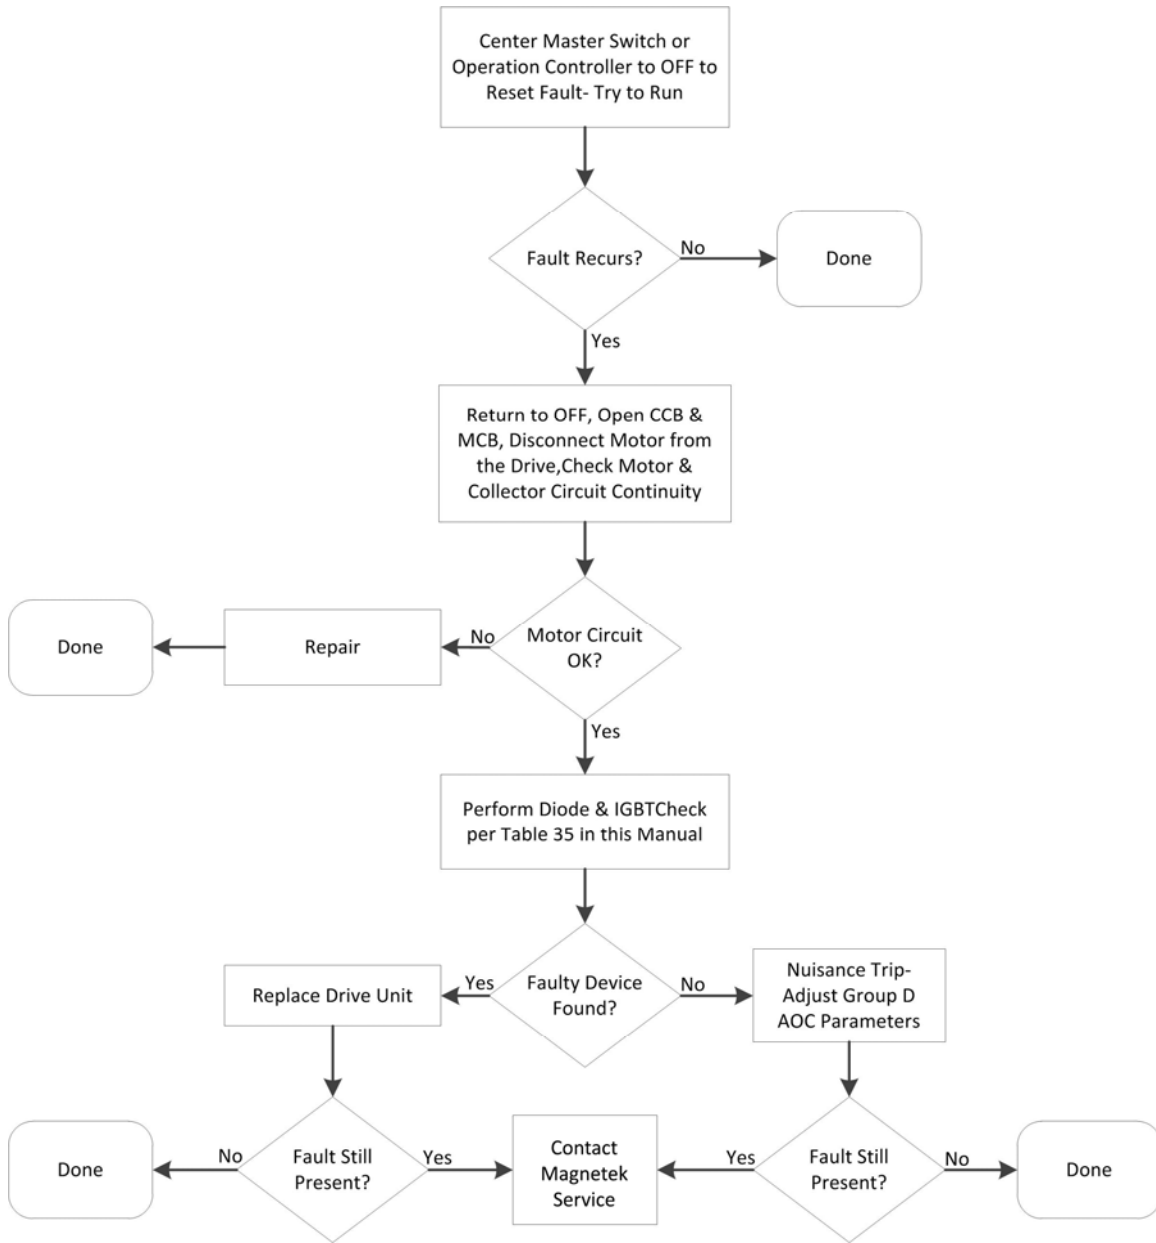 Center Master Switch or
Operation Controller to OFF to
Reset Fault- Try to Run
Fault Recurs?
No
Done
Yes
Return to OFF, Open CCB &
MCB, Disconnect Motor from
the Drive,Check Motor &
Collector Circuit Continuity
Done
Repair
No
Motor Circuit
OK?
Yes
Perform Diode & IGBTCheck
per Table 35 in this Manual
Replace Drive Unit
Yes
Faulty Device
Found?
No
Nuisance Trip-
Adjust Group D
AOC Parameters
Done
No
Fault Still
Present?
Yes
Contact
Magnetek
Service
Yes
Fault Still
Present?
No
Done